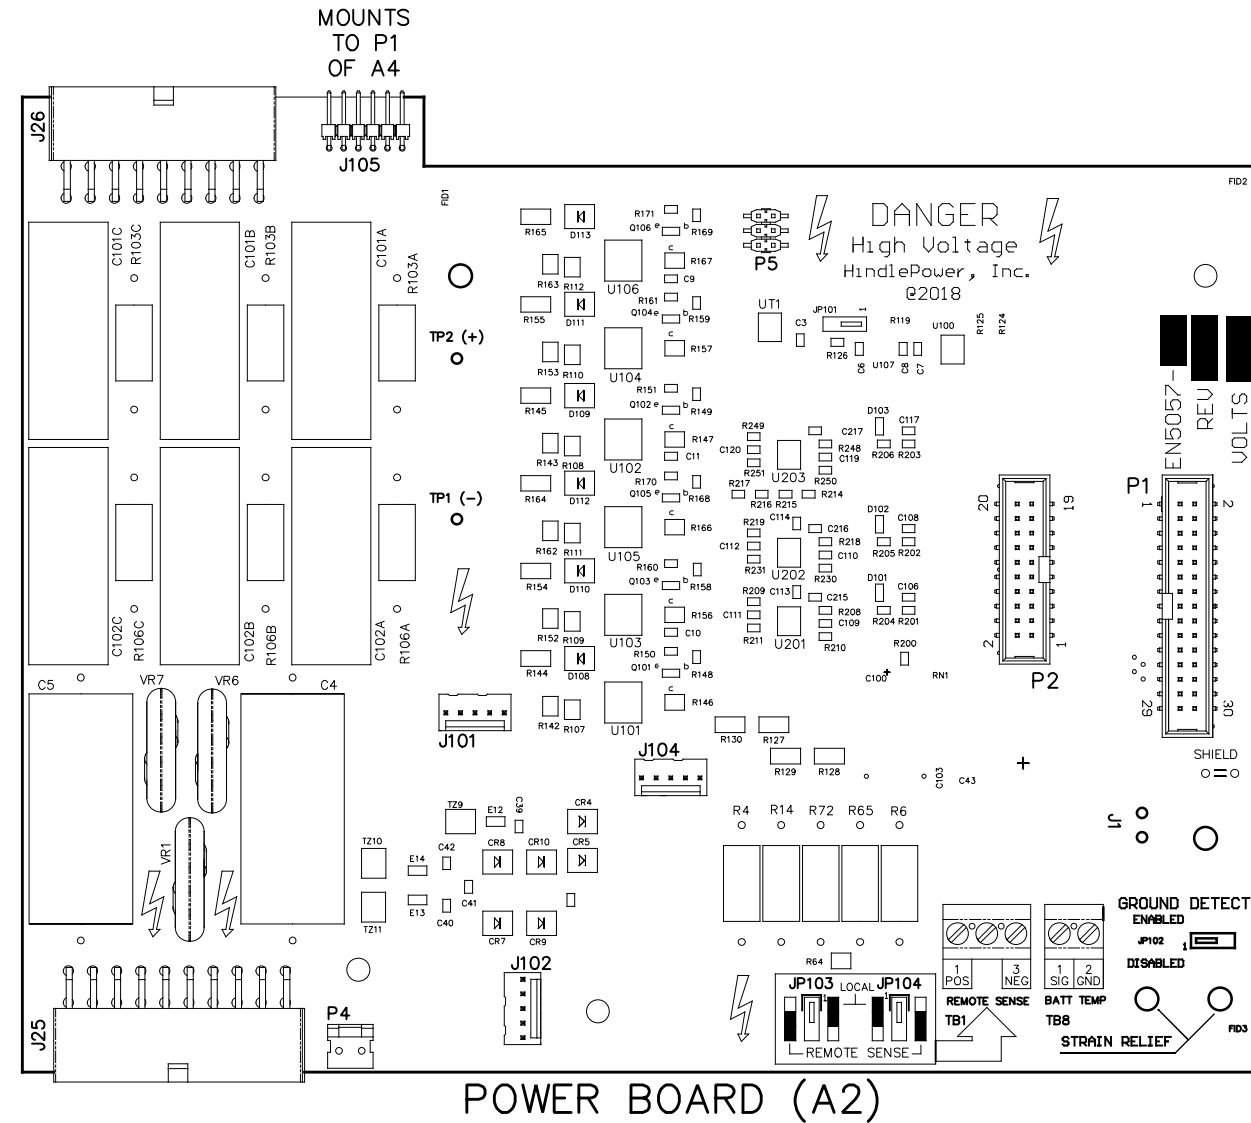 MOUNTS
TO P1
OF A4
J26
J105
FID1
FID2
C101C
R103C
C101B
R103B
C101A
R103A
R165
D113
R171
Q106 e
b
R169
c
R167
C9
R163
R112
U106
P5
DANGER
High Voltage
HindlePower, Inc.
©2018
R161
Q104 e
b
R159
R155
D111
c
R157
R153
R110
U104
UT1
C3
JP101
R126
C6
U107
R119
C8
C7
U100
R125
R124
TP2 (+)
EN5057-
REV
VOLTS
R151
Q102 e
b
R149
R145
D109
c
R147
C11
R143
R108
U102
R249
C120
R251
U203
C217
R248
C119
R250
D103
C117
R206
R203
R217
R216
R215
R214
TP1 (-)
R170
Q105 e
b
R168
R164
D112
c
R166
R162
R111
U105
R219
C112
R231
C114
U202
C216
R218
C110
R230
D102
C108
R205
R202
20
19
2
1
P2
P1
1
2
29
30
R160
Q103 e
b
R158
R154
D110
c
R156
C10
R152
R109
U103
R209
C111
R211
C113
U201
C215
R208
C109
R210
D101
C106
R204
R201
R200
C100
RN1
C102C
R106C
C102B
R106B
C102A
R106A
R150
Q101 e
b
R148
R144
D108
c
R146
R142
R107
U101
C5
VR7
VR6
C4
J101
J104
R130
R127
R129
R128
C103
C43
SHIELD
J1
VR1
TZ9
E12
C39
CR4
TZ10
E14
C42
CR8
CR10
CR5
C41
TZ11
E13
C40
CR7
CR9
R4
R14
R72
R65
R6
R64
GROUND DETECT
ENABLED
JP102
1
DISABLED
1
POS
3
NEG
1
SIG
2
GND
REMOTE SENSE
BATT TEMP
TB1
TB8
STRAIN RELIEF
FID3
JP103
LOCAL
JP104
1
1
REMOTE SENSE
J102
J25
P4
POWER BOARD (A2)